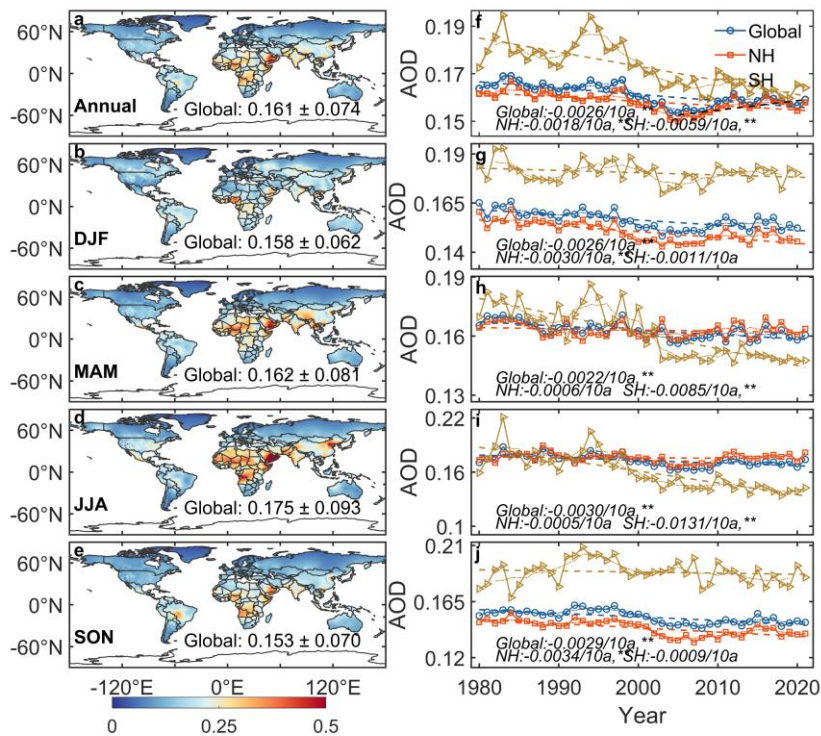 a
60°N
0°N
-60°N
Annual
Global: 0.161 ± 0.074
b
60°N
0°N
-60°N
DJF
Global: 0.158 ± 0.062
c
60°N
0°N
-60°N
MAM
Global: 0.162 ± 0.081
d
60°N
0°N
-60°N
JJA
Global: 0.175 ± 0.093
e
60°N
0°N
-60°N
SON
Global: 0.153 ± 0.070
-120°E 0°E 120°E
0 0.25 0.5
f
0.19
0.17
0.15
AOD
Global
NH
SH
Global:-0.0026/10a, **
NH:-0.0018/10a, *SH:-0.0059/10a, **
g
0.19
0.165
0.14
AOD
Global:-0.0026/10a, **
NH:-0.0030/10a, *SH:-0.0011/10a
h
0.19
0.16
0.13
AOD
Global:-0.0022/10a, **
NH:-0.0006/10a SH:-0.0085/10a, **
i
0.22
0.16
0.1
AOD
Global:-0.0030/10a, **
NH:-0.0005/10a SH:-0.0131/10a, **
j
0.21
0.165
0.12
AOD
Global:-0.0029/10a, **
NH:-0.0034/10a, *SH:-0.0009/10a
1980 1990 2000 2010 2020
Year